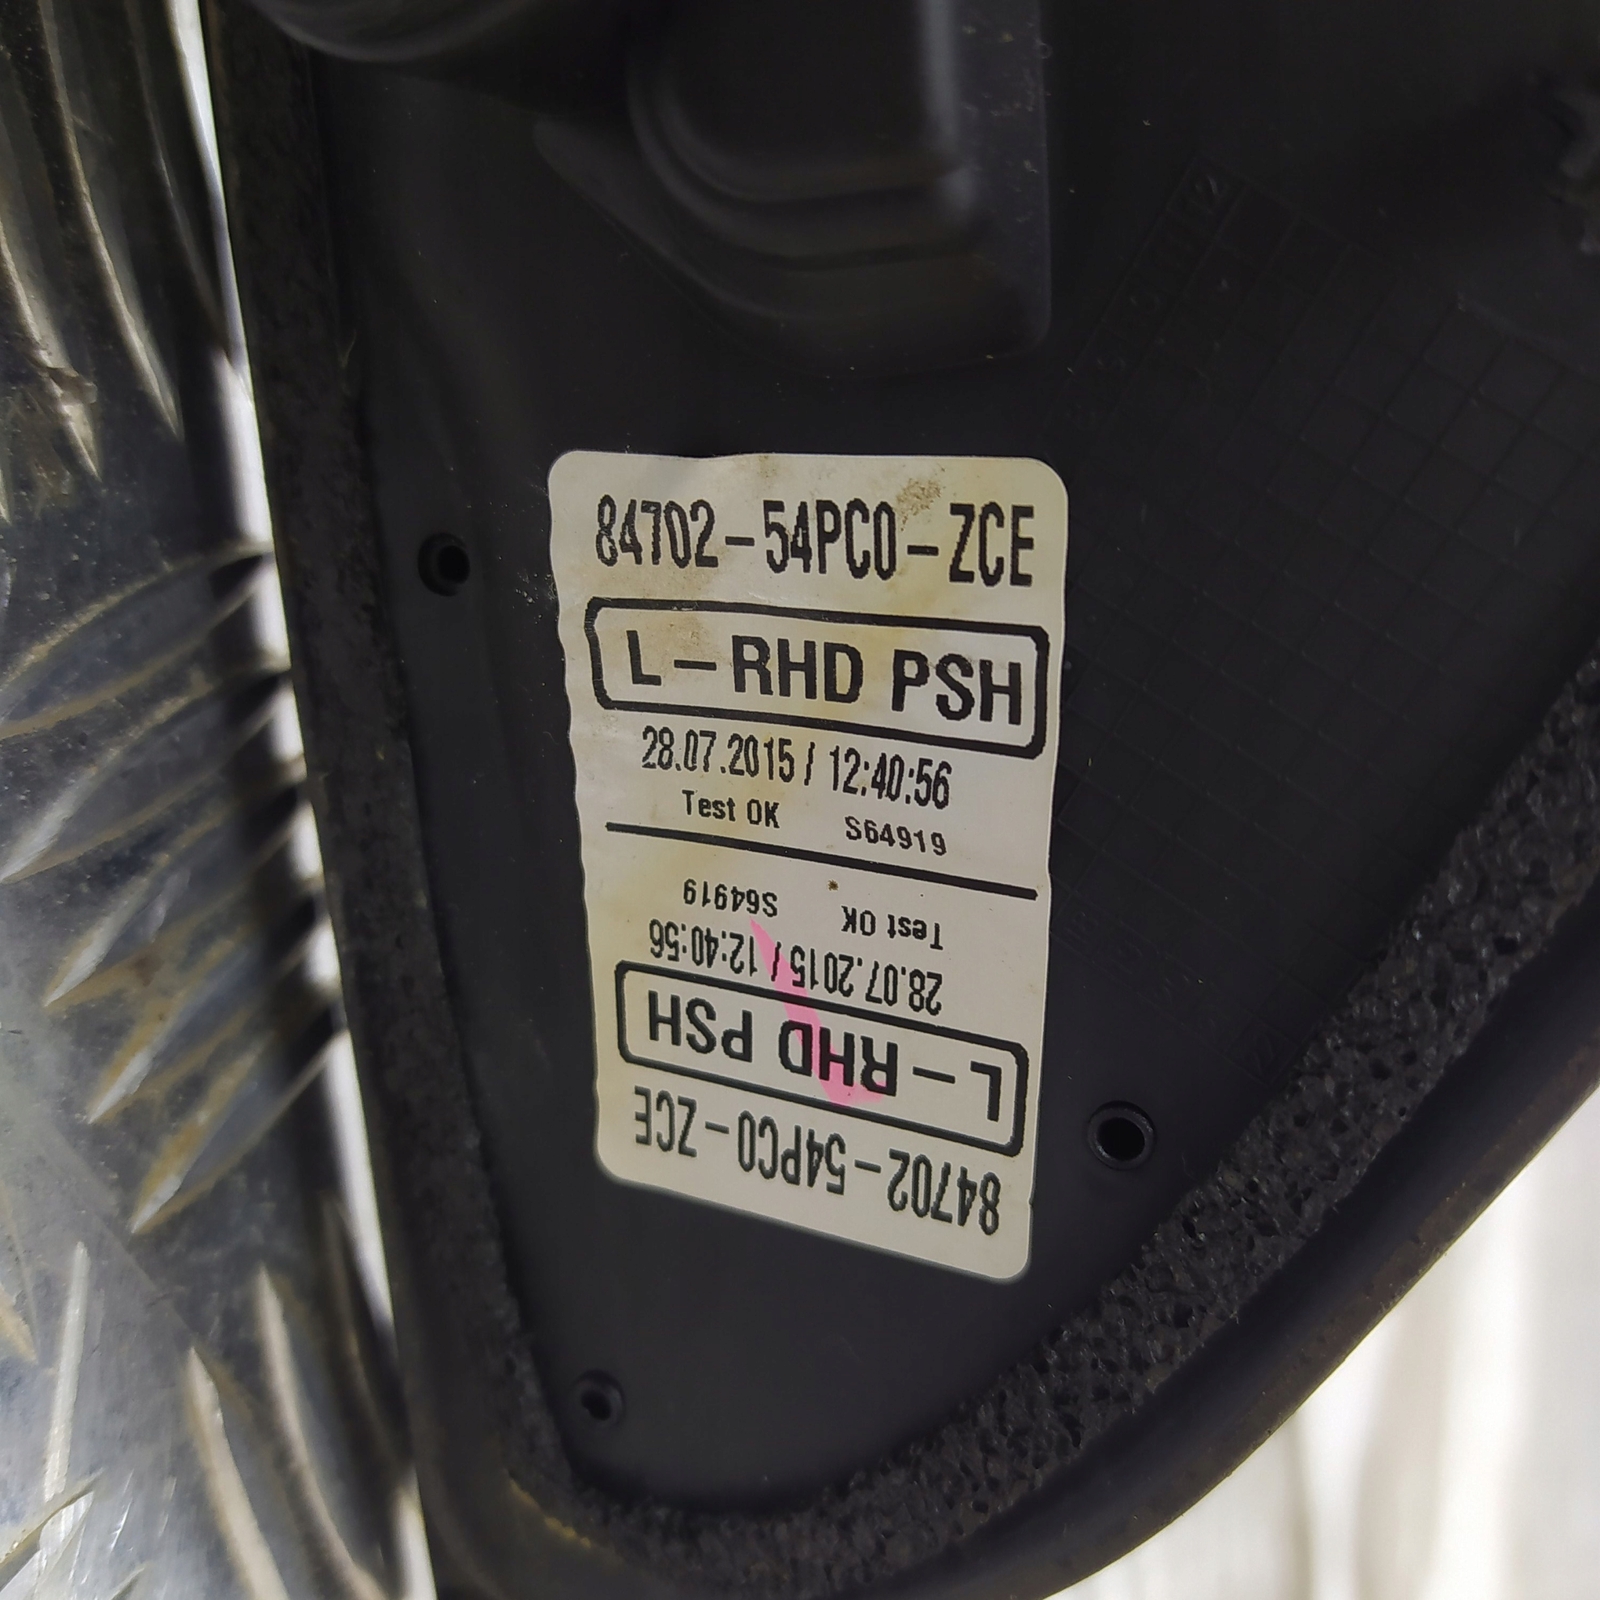 84702-54PC0-ZCE
L-RHD PSH
28.07.2015 / 12:40:56
Test OK S64919
Test OK S64919
28.07.2015 / 12:40:56
L-RHD PSH
84702-54PC0-ZCE